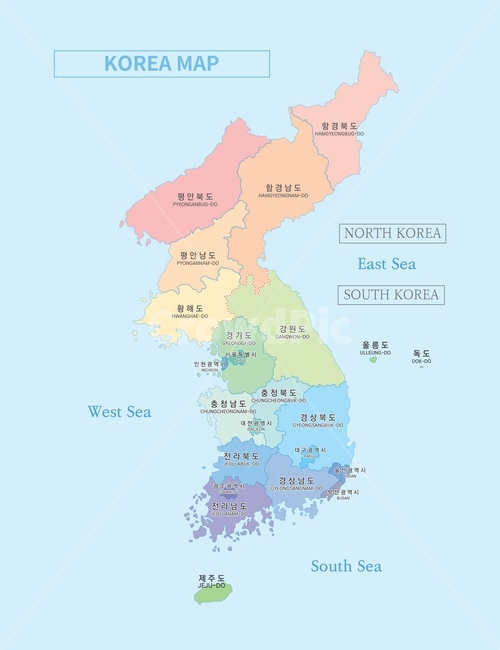 KOREA MAP
함경북도
HAMGYEONGBUG-DO
함경남도
HAMGYEONGNAM-DO
평안북도
PYEONGANBUG-DO
NORTH KOREA
평안남도
PYONGANNAM-DO
East Sea
SOUTH KOREA
황해도
HWANGHAE-DO
강원도
GANGWON-DO
경기도
GYEONGGI-DO
서울특별시
인천광역시
울릉도
ULLEUNG-DO
독도
DOK-DO
충청북도
CHUNGCHEONGBUK-DO
충청남도
CHUNGCHEONGNAM-DO
West Sea
경상북도
GYEONGSANGBUK-DO
대전광역시
DAEJEON
대구광역시
전라북도
JEOLLABUK-DO
울산광역시
경상남도
GYEONGSANGNAM-DO
광주광역시
부산광역시
BUSAN
전라남도
JEOLLANAM-DO
South Sea
제주도
JEJU-DO